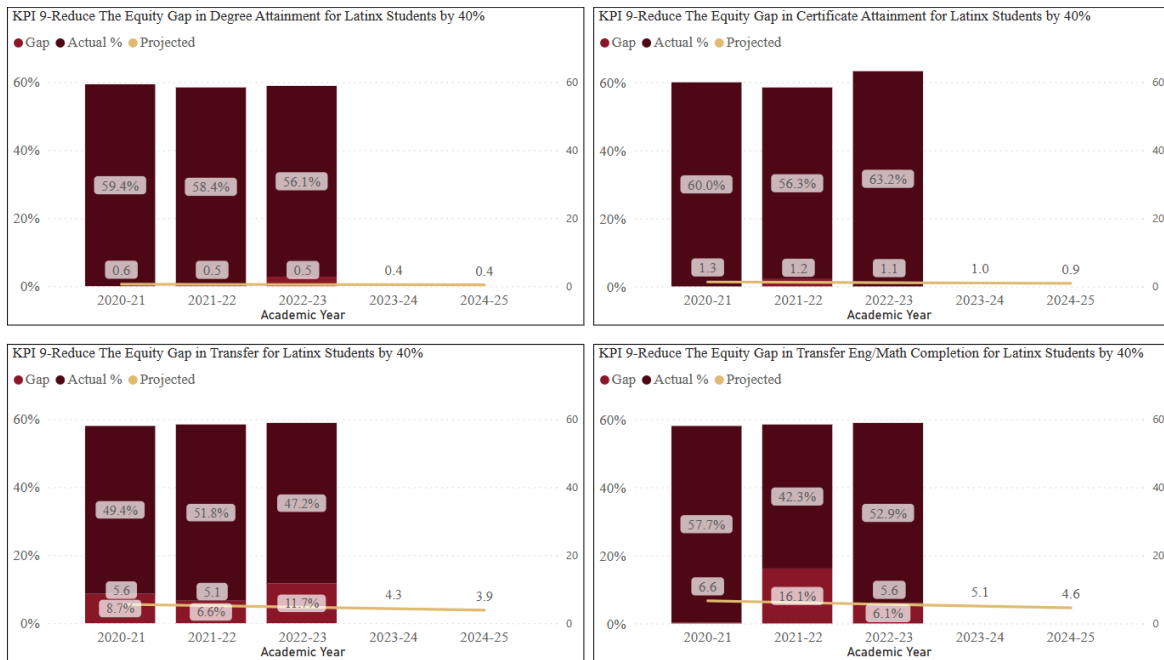 KPI 9-Reduce The Equity Gap in Degree Attainment for Latinx Students by 40%
Gap Actual % Projected
60% 60
40% 40
59.4% 58.4% 56.1%
20% 20
0.6 0.5 0.5 0.4 0.4
0% 0
2020-21 2021-22 2022-23 2023-24 2024-25
Academic Year
KPI 9-Reduce The Equity Gap in Certificate Attainment for Latinx Students by 40%
Gap Actual % Projected
60% 60
40% 40
60.0% 56.3% 63.2%
20% 20
1.3 1.2 1.1 1.0 0.9
0% 0
2020-21 2021-22 2022-23 2023-24 2024-25
Academic Year
KPI 9-Reduce The Equity Gap in Transfer for Latinx Students by 40%
Gap Actual % Projected
60% 60
40% 40
49.4% 51.8% 47.2%
20% 20
5.6 5.1 4.3 3.9
8.7% 6.6% 11.7%
0% 0
2020-21 2021-22 2022-23 2023-24 2024-25
Academic Year
KPI 9-Reduce The Equity Gap in Transfer Eng/Math Completion for Latinx Students by 40%
Gap Actual % Projected
60% 60
40% 40
57.7% 42.3% 52.9%
20% 20
6.6 16.1% 5.6 5.1 4.6
6.1%
0% 0
2020-21 2021-22 2022-23 2023-24 2024-25
Academic Year